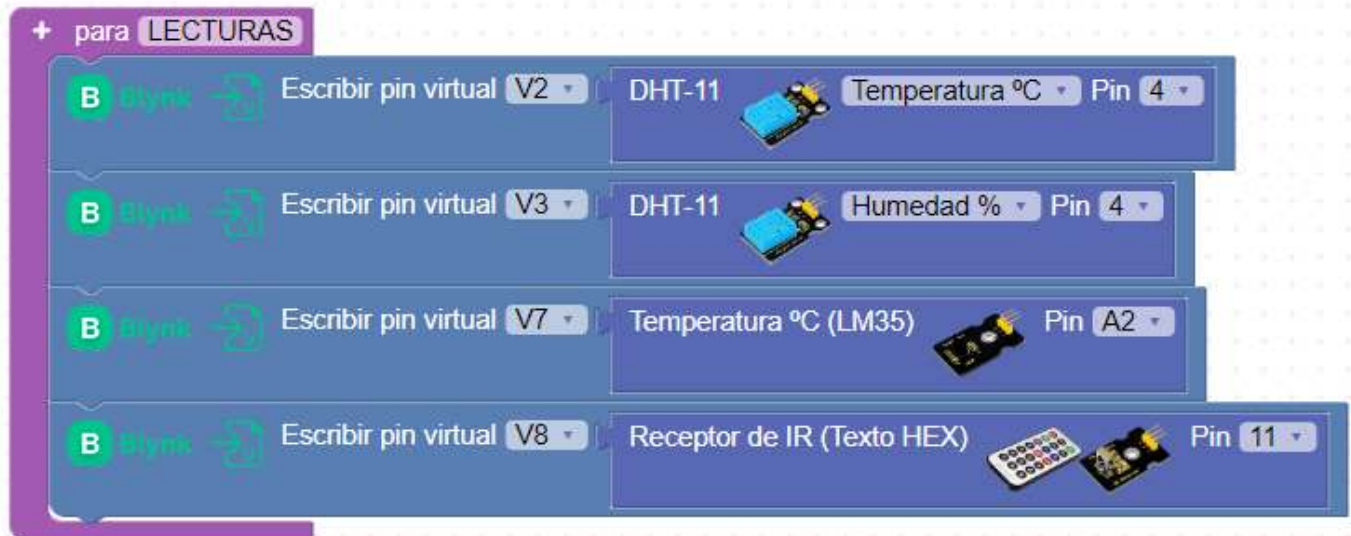 + para LECTURAS
B Blynk Escribir pin virtual V2 DHT-11 Temperatura ºC Pin 4
B Blynk Escribir pin virtual V3 DHT-11 Humedad % Pin 4
B Blynk Escribir pin virtual V7 Temperatura ºC (LM35) Pin A2
B Blynk Escribir pin virtual V8 Receptor de IR (Texto HEX) Pin 11